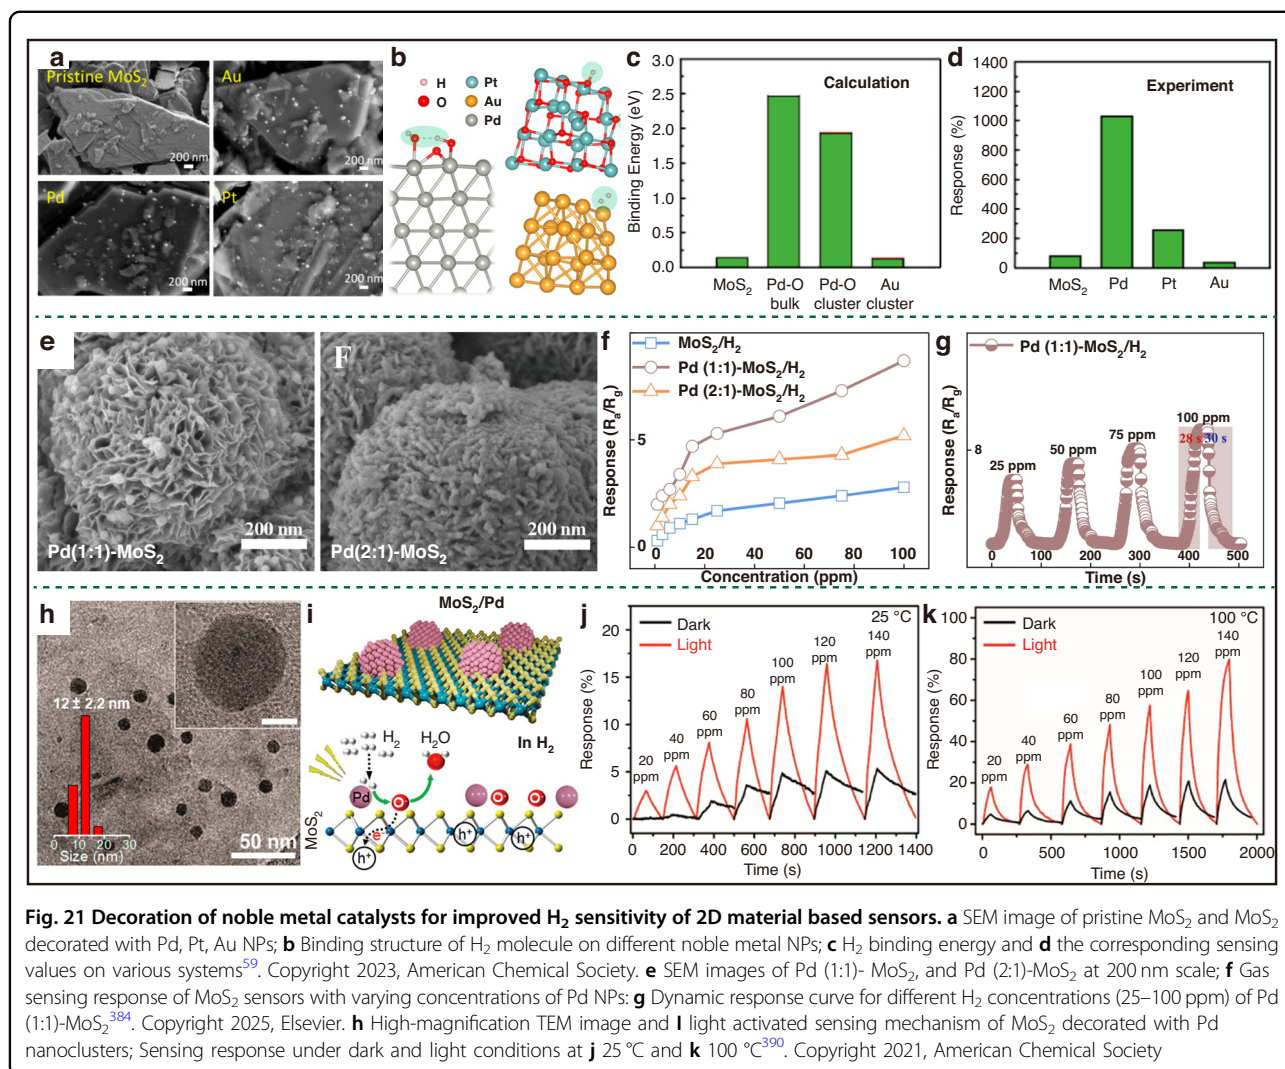 a
Pristine MoS2
200 nm
Au
200 nm
Pd
200 nm
Pt
200 nm
b
H
O
Pt
Au
Pd
c
Calculation
Binding Energy (eV)
3.0
2.5
2.0
1.5
1.0
0.5
0.0
MoS2 Pd-O bulk Pd-O cluster Au cluster
d
Experiment
Response (%)
1400
1200
1000
800
600
400
200
0
MoS2 Pd Pt Au
e
200 nm
Pd(1:1)-MoS2
F
200 nm
Pd(2:1)-MoS2
f
MoS2/H2
Pd (1:1)-MoS2/H2
Pd (2:1)-MoS2/H2
Response (Ra/Rg)
5
0
0 20 40 60 80 100
Concentration (ppm)
g
Pd (1:1)-MoS2/H2
Response (Ra/Rg)
8
25 ppm
50 ppm
75 ppm
100 ppm
28 s 30 s
0 100 200 300 400 500
Time (s)
h
12 ± 2.2 nm
0 10 20 30
Size (nm)
50 nm
i
MoS2/Pd
In H2
H2
H2O
Pd
O
e
h+
h+
h+
MoS2
j
Dark
Light
25 °C
Response (%)
20
15
10
5
0
20 ppm
40 ppm
60 ppm
80 ppm
100 ppm
120 ppm
140 ppm
0 200 400 600 800 1000 1200 1400
Time (s)
k
Dark
Light
100 °C
Response (%)
100
80
60
40
20
0
20 ppm
40 ppm
60 ppm
80 ppm
100 ppm
120 ppm
140 ppm
0 500 1000 1500 2000
Time (s)
Fig. 21 Decoration of noble metal catalysts for improved H2 sensitivity of 2D material based sensors. a SEM image of pristine MoS2 and MoS2
decorated with Pd, Pt, Au NPs; b Binding structure of H2 molecule on different noble metal NPs; c H2 binding energy and d the corresponding sensing
values on various systems59. Copyright 2023, American Chemical Society. e SEM images of Pd (1:1)- MoS2, and Pd (2:1)-MoS2 at 200 nm scale; f Gas
sensing response of MoS2 sensors with varying concentrations of Pd NPs: g Dynamic response curve for different H2 concentrations (25–100 ppm) of Pd
(1:1)-MoS2384. Copyright 2025, Elsevier. h High-magnification TEM image and I light activated sensing mechanism of MoS2 decorated with Pd
nanoclusters; Sensing response under dark and light conditions at j 25 °C and k 100 °C390. Copyright 2021, American Chemical Society